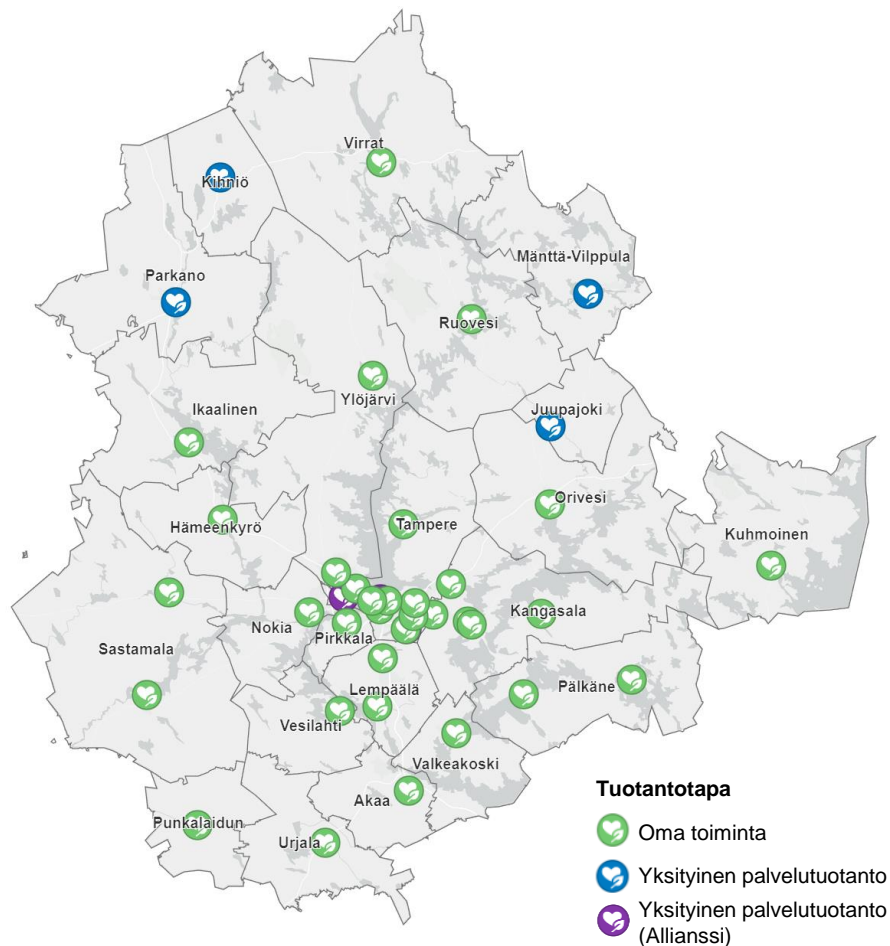 Virrat
Kihniö
Mänttä-Vilppula
Parkano
Ruovesi
Ylöjärvi
Ikaalinen
Juupajoki
Orivesi
Hämeenkyrö
Tampere
Kuhmoinen
Kangasala
Nokia
Pirkkala
Sastamala
Lempäälä
Pälkäne
Vesilahti
Valkeakoski
Akaa
Punkalaidun
Urjala
Tuotantotapa
Oma toiminta
Yksityinen palvelutuotanto
Yksityinen palvelutuotanto
(Allianssi)